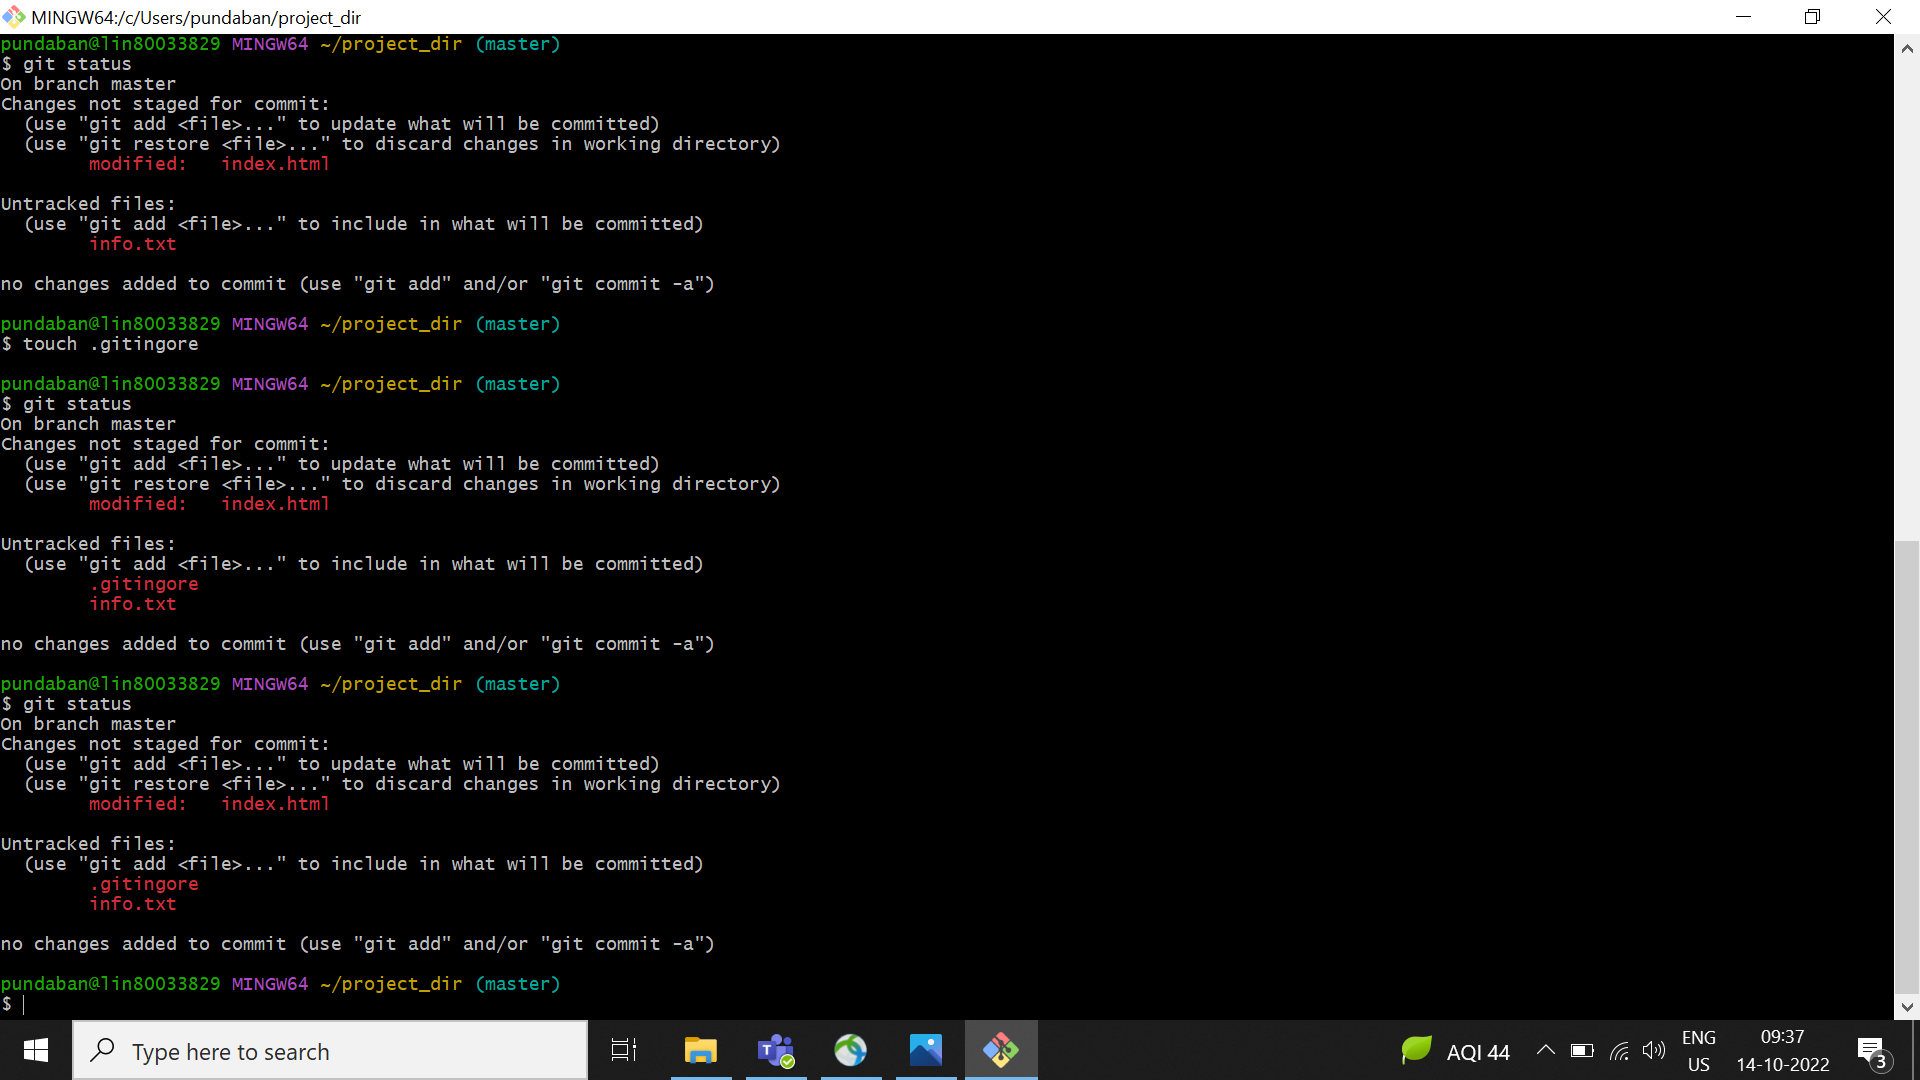 MINGW64:/c/Users/pundaban/project_dir
pundaban@lin80033829 MINGW64 ~/project_dir (master)
$ git status
On branch master
Changes not staged for commit:
  (use "git add <file>..." to update what will be committed)
  (use "git restore <file>..." to discard changes in working directory)
        modified:   index.html

Untracked files:
  (use "git add <file>..." to include in what will be committed)
        info.txt

no changes added to commit (use "git add" and/or "git commit -a")

pundaban@lin80033829 MINGW64 ~/project_dir (master)
$ touch .gitingore

pundaban@lin80033829 MINGW64 ~/project_dir (master)
$ git status
On branch master
Changes not staged for commit:
  (use "git add <file>..." to update what will be committed)
  (use "git restore <file>..." to discard changes in working directory)
        modified:   index.html

Untracked files:
  (use "git add <file>..." to include in what will be committed)
        .gitingore
        info.txt

no changes added to commit (use "git add" and/or "git commit -a")

pundaban@lin80033829 MINGW64 ~/project_dir (master)
$ git status
On branch master
Changes not staged for commit:
  (use "git add <file>..." to update what will be committed)
  (use "git restore <file>..." to discard changes in working directory)
        modified:   index.html

Untracked files:
  (use "git add <file>..." to include in what will be committed)
        .gitingore
        info.txt

no changes added to commit (use "git add" and/or "git commit -a")

pundaban@lin80033829 MINGW64 ~/project_dir (master)
$
Type here to search
T
AQI 44
ENG
US
09:37
14-10-2022
3